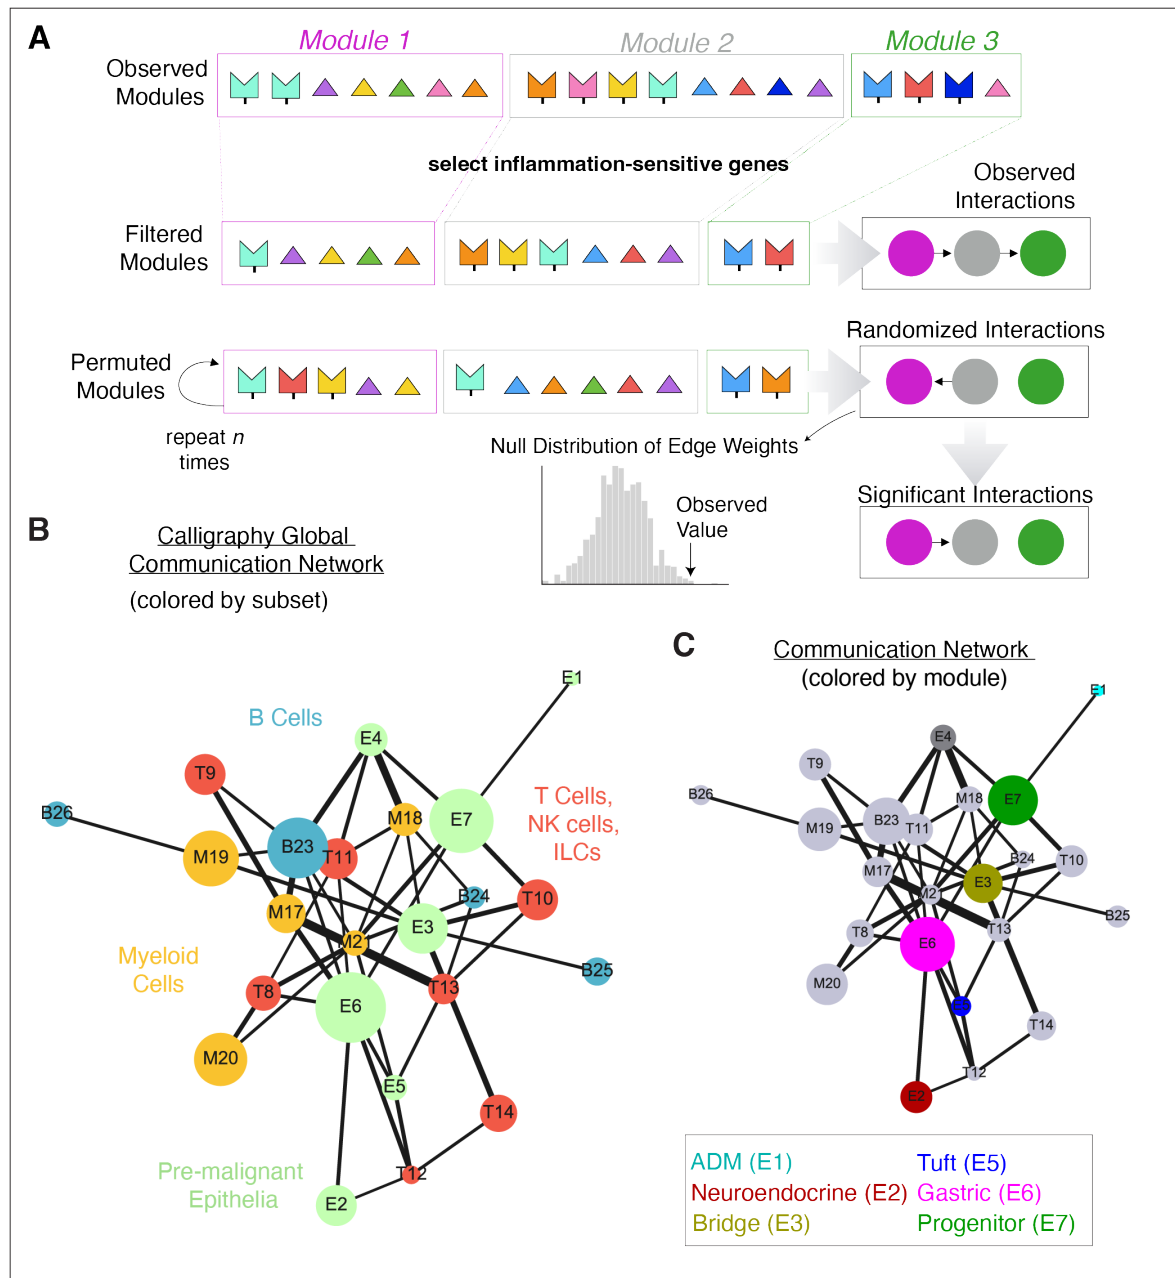 A
Module 1
Module 2
Module 3
Observed
Modules
select inflammation-sensitive genes
Observed
Interactions
Filtered
Modules
Randomized Interactions
Permuted
Modules
repeat n
times
Null Distribution of Edge Weights
Observed
Value
Significant Interactions
B
Calligraphy Global
Communication Network
(colored by subset)
E1
B Cells
E4
T9
T Cells,
NK cells,
ILCs
B26
M18
E7
M19
B23
T11
B24
T10
M17
E3
M21
Myeloid
Cells
B25
T8
T13
E6
M20
E5
T14
T12
Pre-malignant
Epithelia
E2
C
Communication Network
(colored by module)
E1
E4
T9
B26
M18
E7
M19
B23
T11
B24
T10
M17
E3
M21
B25
T8
T13
E6
M20
E5
T14
T12
E2
ADM (E1)
Tuft (E5)
Neuroendocrine (E2)
Gastric (E6)
Bridge (E3)
Progenitor (E7)